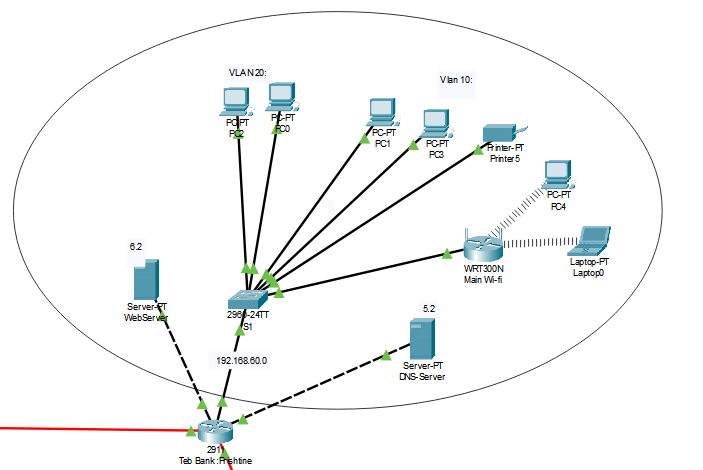 VLAN 20:
Vlan 10:
PC-PT
PC2
PC-PT
PC0
PC-PT
PC1
PC-PT
PC3
Printer-PT
Printer5
PC-PT
PC4
WRT300N
Main Wi-fi
Laptop-PT
Laptop0
6.2
Server-PT
WebServer
2960-24TT
S1
5.2
Server-PT
DNS-Server
192.168.60.0
Teb Bank